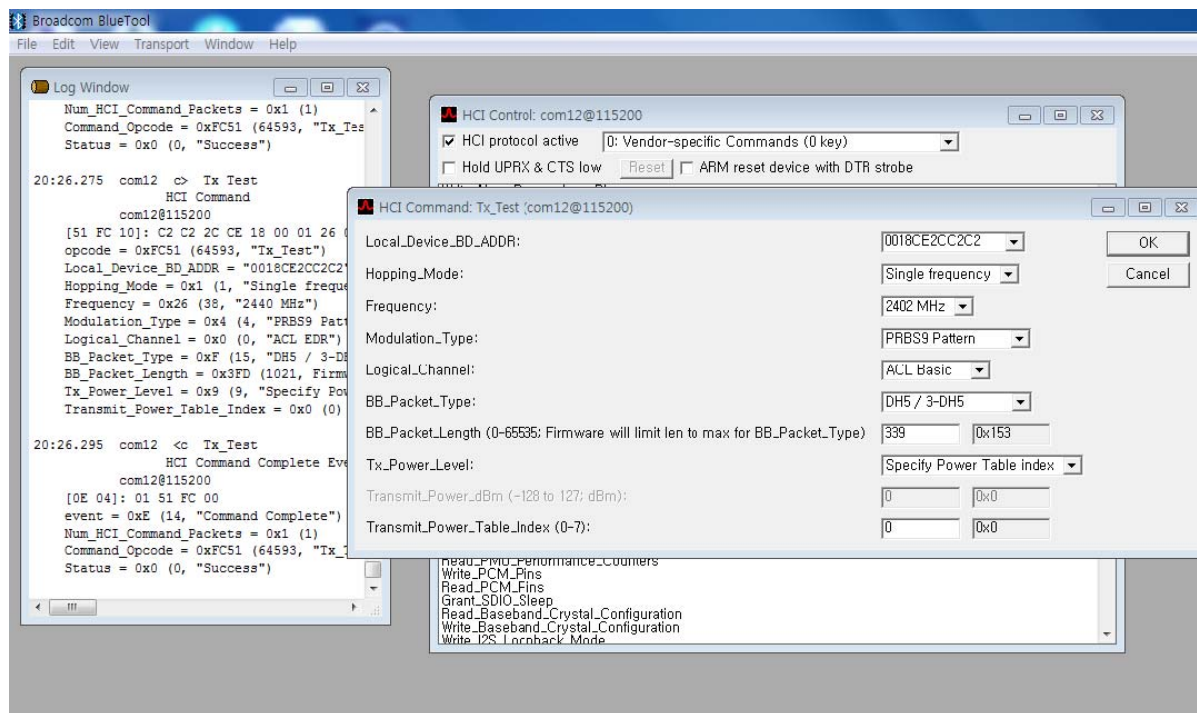 Broadcom BlueTool
File Edit View Transport Window Help
Log Window
Num_HCI_Command_Packets = 0x1 (1)
Command_Opcode = 0xFC51 (64593, "Tx_Tes
Status = 0x0 (0, "Success")
20:26.275 com12 c> Tx Test
HCI Command
com12@115200
[51 FC 10]: C2 C2 2C CE 18 00 01 26 0
opcode = 0xFC51 (64593, "Tx_Test")
Local_Device_BD_ADDR = "0018CE2CC2C2"
Hopping_Mode = 0x1 (1, "Single freque
Frequency = 0x26 (38, "2440 MHz")
Modulation_Type = 0x4 (4, "PRBS9 Patt
Logical_Channel = 0x0 (0, "ACL EDR")
BB_Packet_Type = 0xF (15, "DH5 / 3-DH
BB_Packet_Length = 0x3FD (1021, Firmw
Tx_Power_Level = 0x9 (9, "Specify Pow
Transmit_Power_Table_Index = 0x0 (0)
20:26.295 com12 <c Tx_Test
HCI Command Complete Eve
com12@115200
[0E 04]: 01 51 FC 00
event = 0xE (14, "Command Complete")
Num_HCI_Command_Packets = 0x1 (1)
Command_Opcode = 0xFC51 (64593, "Tx_T
Status = 0x0 (0, "Success")
HCI Control: com12@115200
HCI protocol active 0: Vendor-specific Commands (0 key)
Hold UPRX & CTS low Reset ARM reset device with DTR strobe
HCI Command: Tx_Test (com12@115200)
Local_Device_BD_ADDR: 0018CE2CC2C2 OK
Hopping_Mode: Single frequency Cancel
Frequency: 2402 MHz
Modulation_Type: PRBS9 Pattern
Logical_Channel: ACL Basic
BB_Packet_Type: DH5 / 3-DH5
BB_Packet_Length (0-65535; Firmware will limit len to max for BB_Packet_Type) 339 0x153
Tx_Power_Level: Specify Power Table index
Transmit_Power_dBm (-128 to 127; dBm): 0 0x0
Transmit_Power_Table_Index (0-7): 0 0x0
Read_PMU_Performance_Counters
Write_PCM_Pins
Read_PCM_Pins
Grant_SDIO_Sleep
Read_Baseband_Crystal_Configuration
Write_Baseband_Crystal_Configuration
Write_I2S_Loopback_Mode